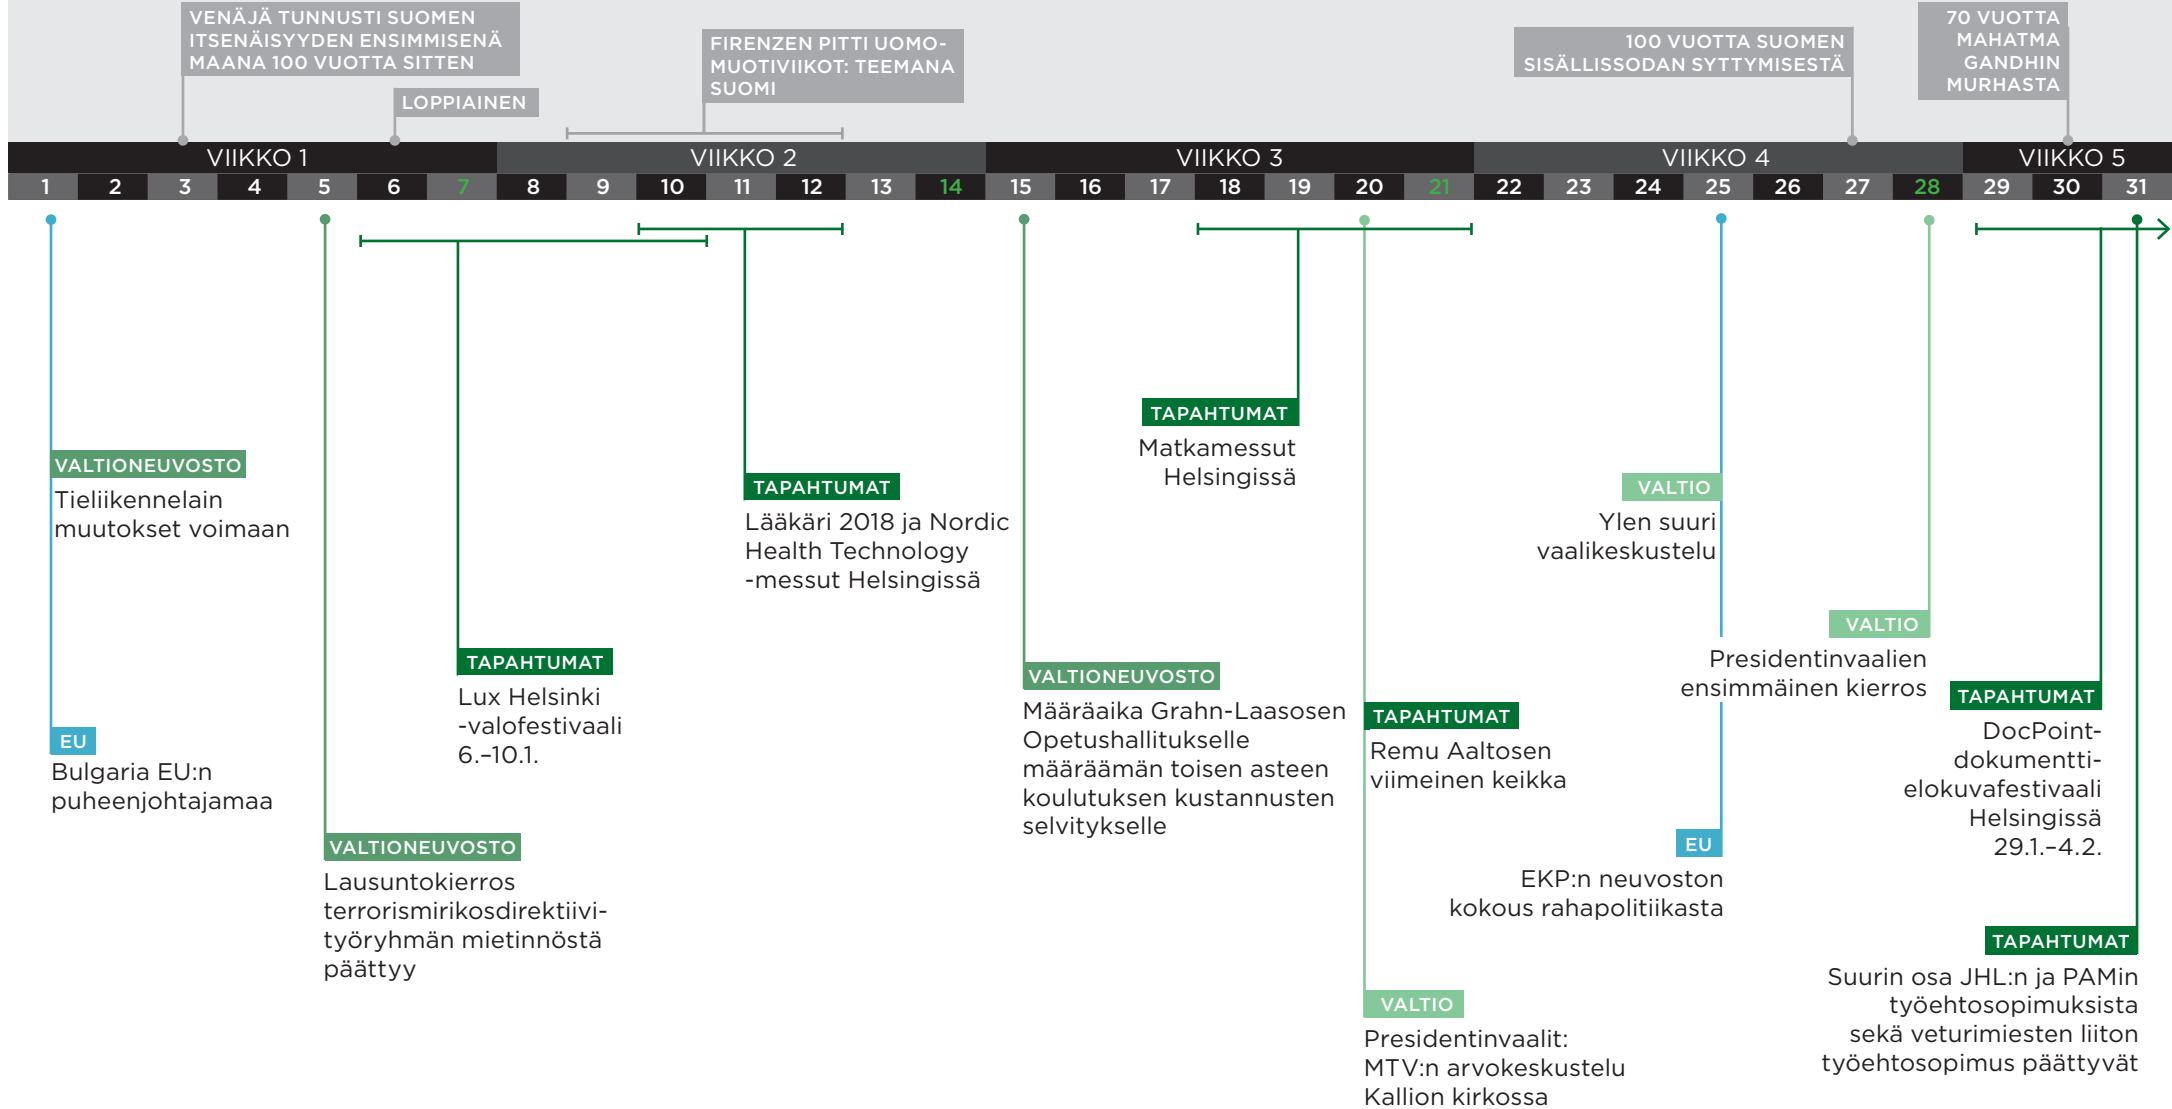 VENÄJÄ TUNNUSTI SUOMEN
ITSENÄISYYDEN ENSIMMISENÄ
MAANA 100 VUOTTA SITTEN
LOPPIAINEN
FIRENZEN PITTI UOMO-
MUOTIVIIKOT: TEEMANA
SUOMI
100 VUOTTA SUOMEN
SISÄLLISSODAN SYTTYMISESTÄ
70 VUOTTA
MAHATMA
GANDHIN
MURHASTA
VIIKKO 1 VIIKKO 2 VIIKKO 3 VIIKKO 4 VIIKKO 5
1 2 3 4 5 6 7 8 9 10 11 12 13 14 15 16 17 18 19 20 21 22 23 24 25 26 27 28 29 30 31
VALTIONEUVOSTO
Tieliikennelain
muutokset voimaan
EU
Bulgaria EU:n
puheenjohtajamaa
VALTIONEUVOSTO
Lausuntokierros
terrorismirikosdirektiivi-
työryhmän mietinnöstä
päättyy
TAPAHTUMAT
Lux Helsinki
-valofestivaali
6.–10.1.
TAPAHTUMAT
Lääkäri 2018 ja Nordic
Health Technology
-messut Helsingissä
VALTIONEUVOSTO
Määräaika Grahn-Laasosen
Opetushallitukselle
määräämän toisen asteen
koulutuksen kustannusten
selvitykselle
TAPAHTUMAT
Matkamessut
Helsingissä
TAPAHTUMAT
Remu Aaltosen
viimeinen keikka
VALTIO
Presidentinvaalit:
MTV:n arvokeskustelu
Kallion kirkossa
VALTIO
Ylen suuri
vaalikeskustelu
EU
EKP:n neuvoston
kokous rahapolitiikasta
VALTIO
Presidentinvaalien
ensimmäinen kierros
TAPAHTUMAT
DocPoint-
dokumentti-
elokuvafestivaali
Helsingissä
29.1.–4.2.
TAPAHTUMAT
Suurin osa JHL:n ja PAMin
työehtosopimuksista
sekä veturimiesten liiton
työehtosopimus päättyvät